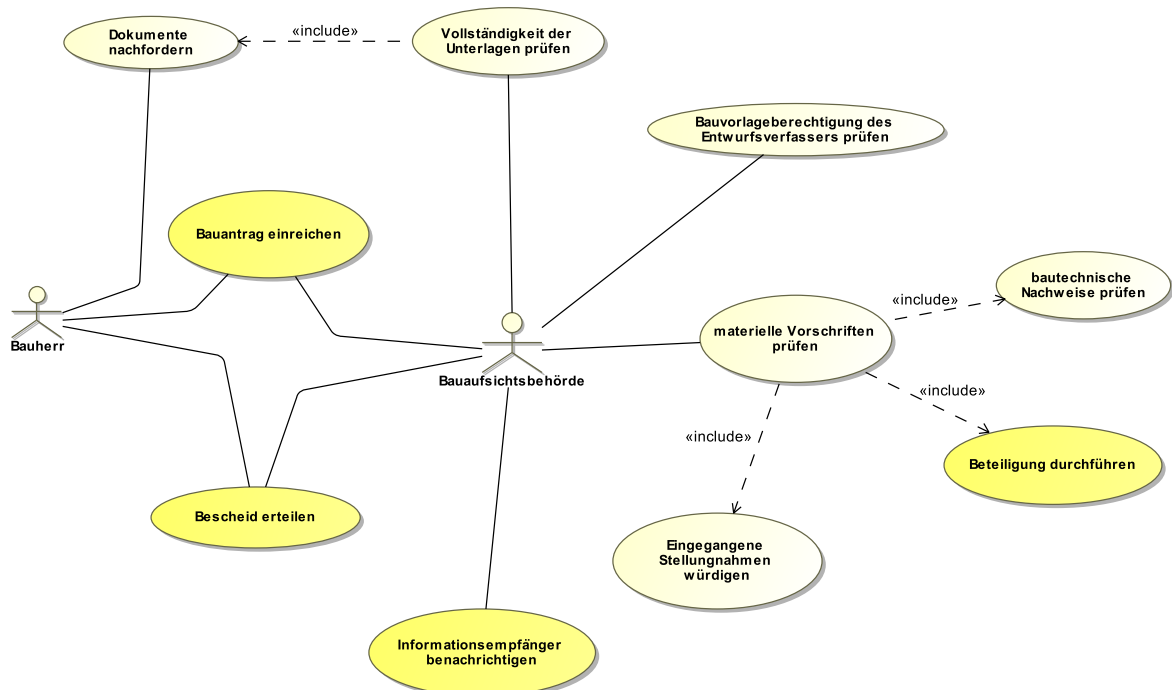 Dokumente
nachfordern
«include»
Vollständigkeit der
Unterlagen prüfen
Bauvorlageberechtigung des
Entwurfsverfassers prüfen
Bauantrag einreichen
bautechnische
Nachweise prüfen
«include»
materielle Vorschriften
prüfen
Bauherr
Bauaufsichtsbehörde
«include»
«include»
Beteiligung durchführen
Bescheid erteilen
Eingegangene
Stellungnahmen
würdigen
Informationsempfänger
benachrichtigen